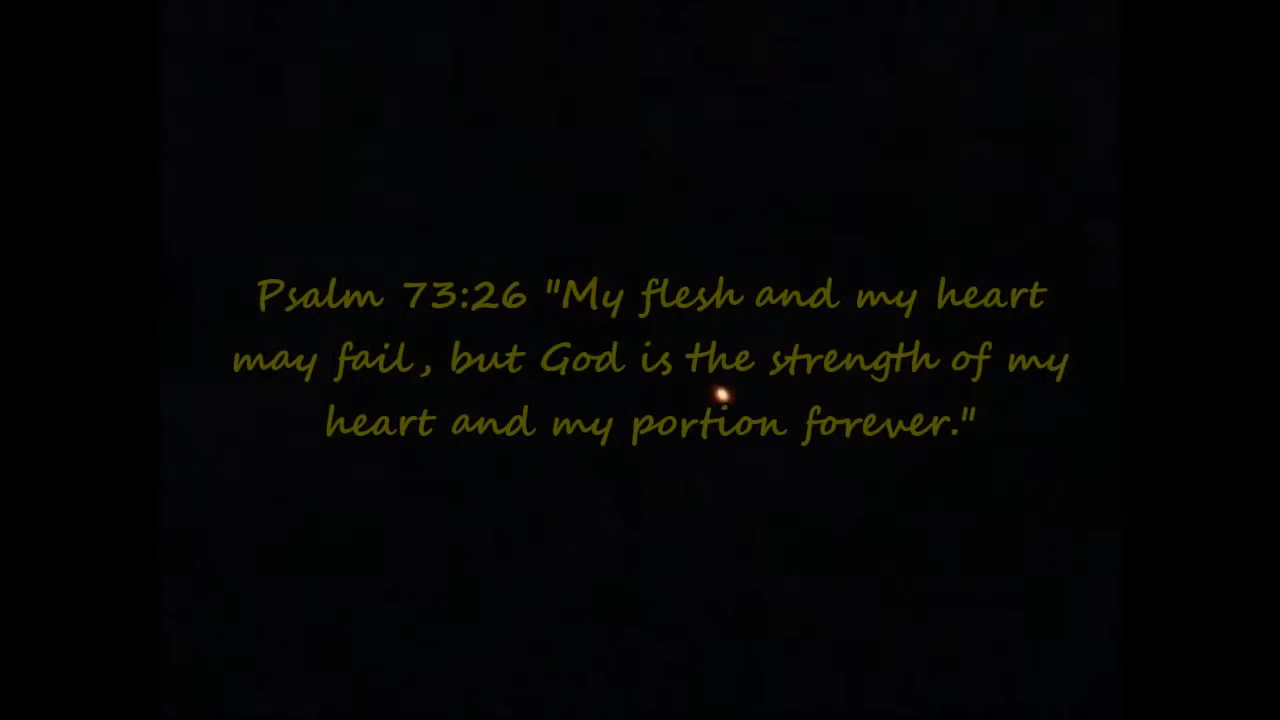 Psalm 73:26 "My flesh and my heart
may fail, but God is the strength of my
heart and my portion forever."